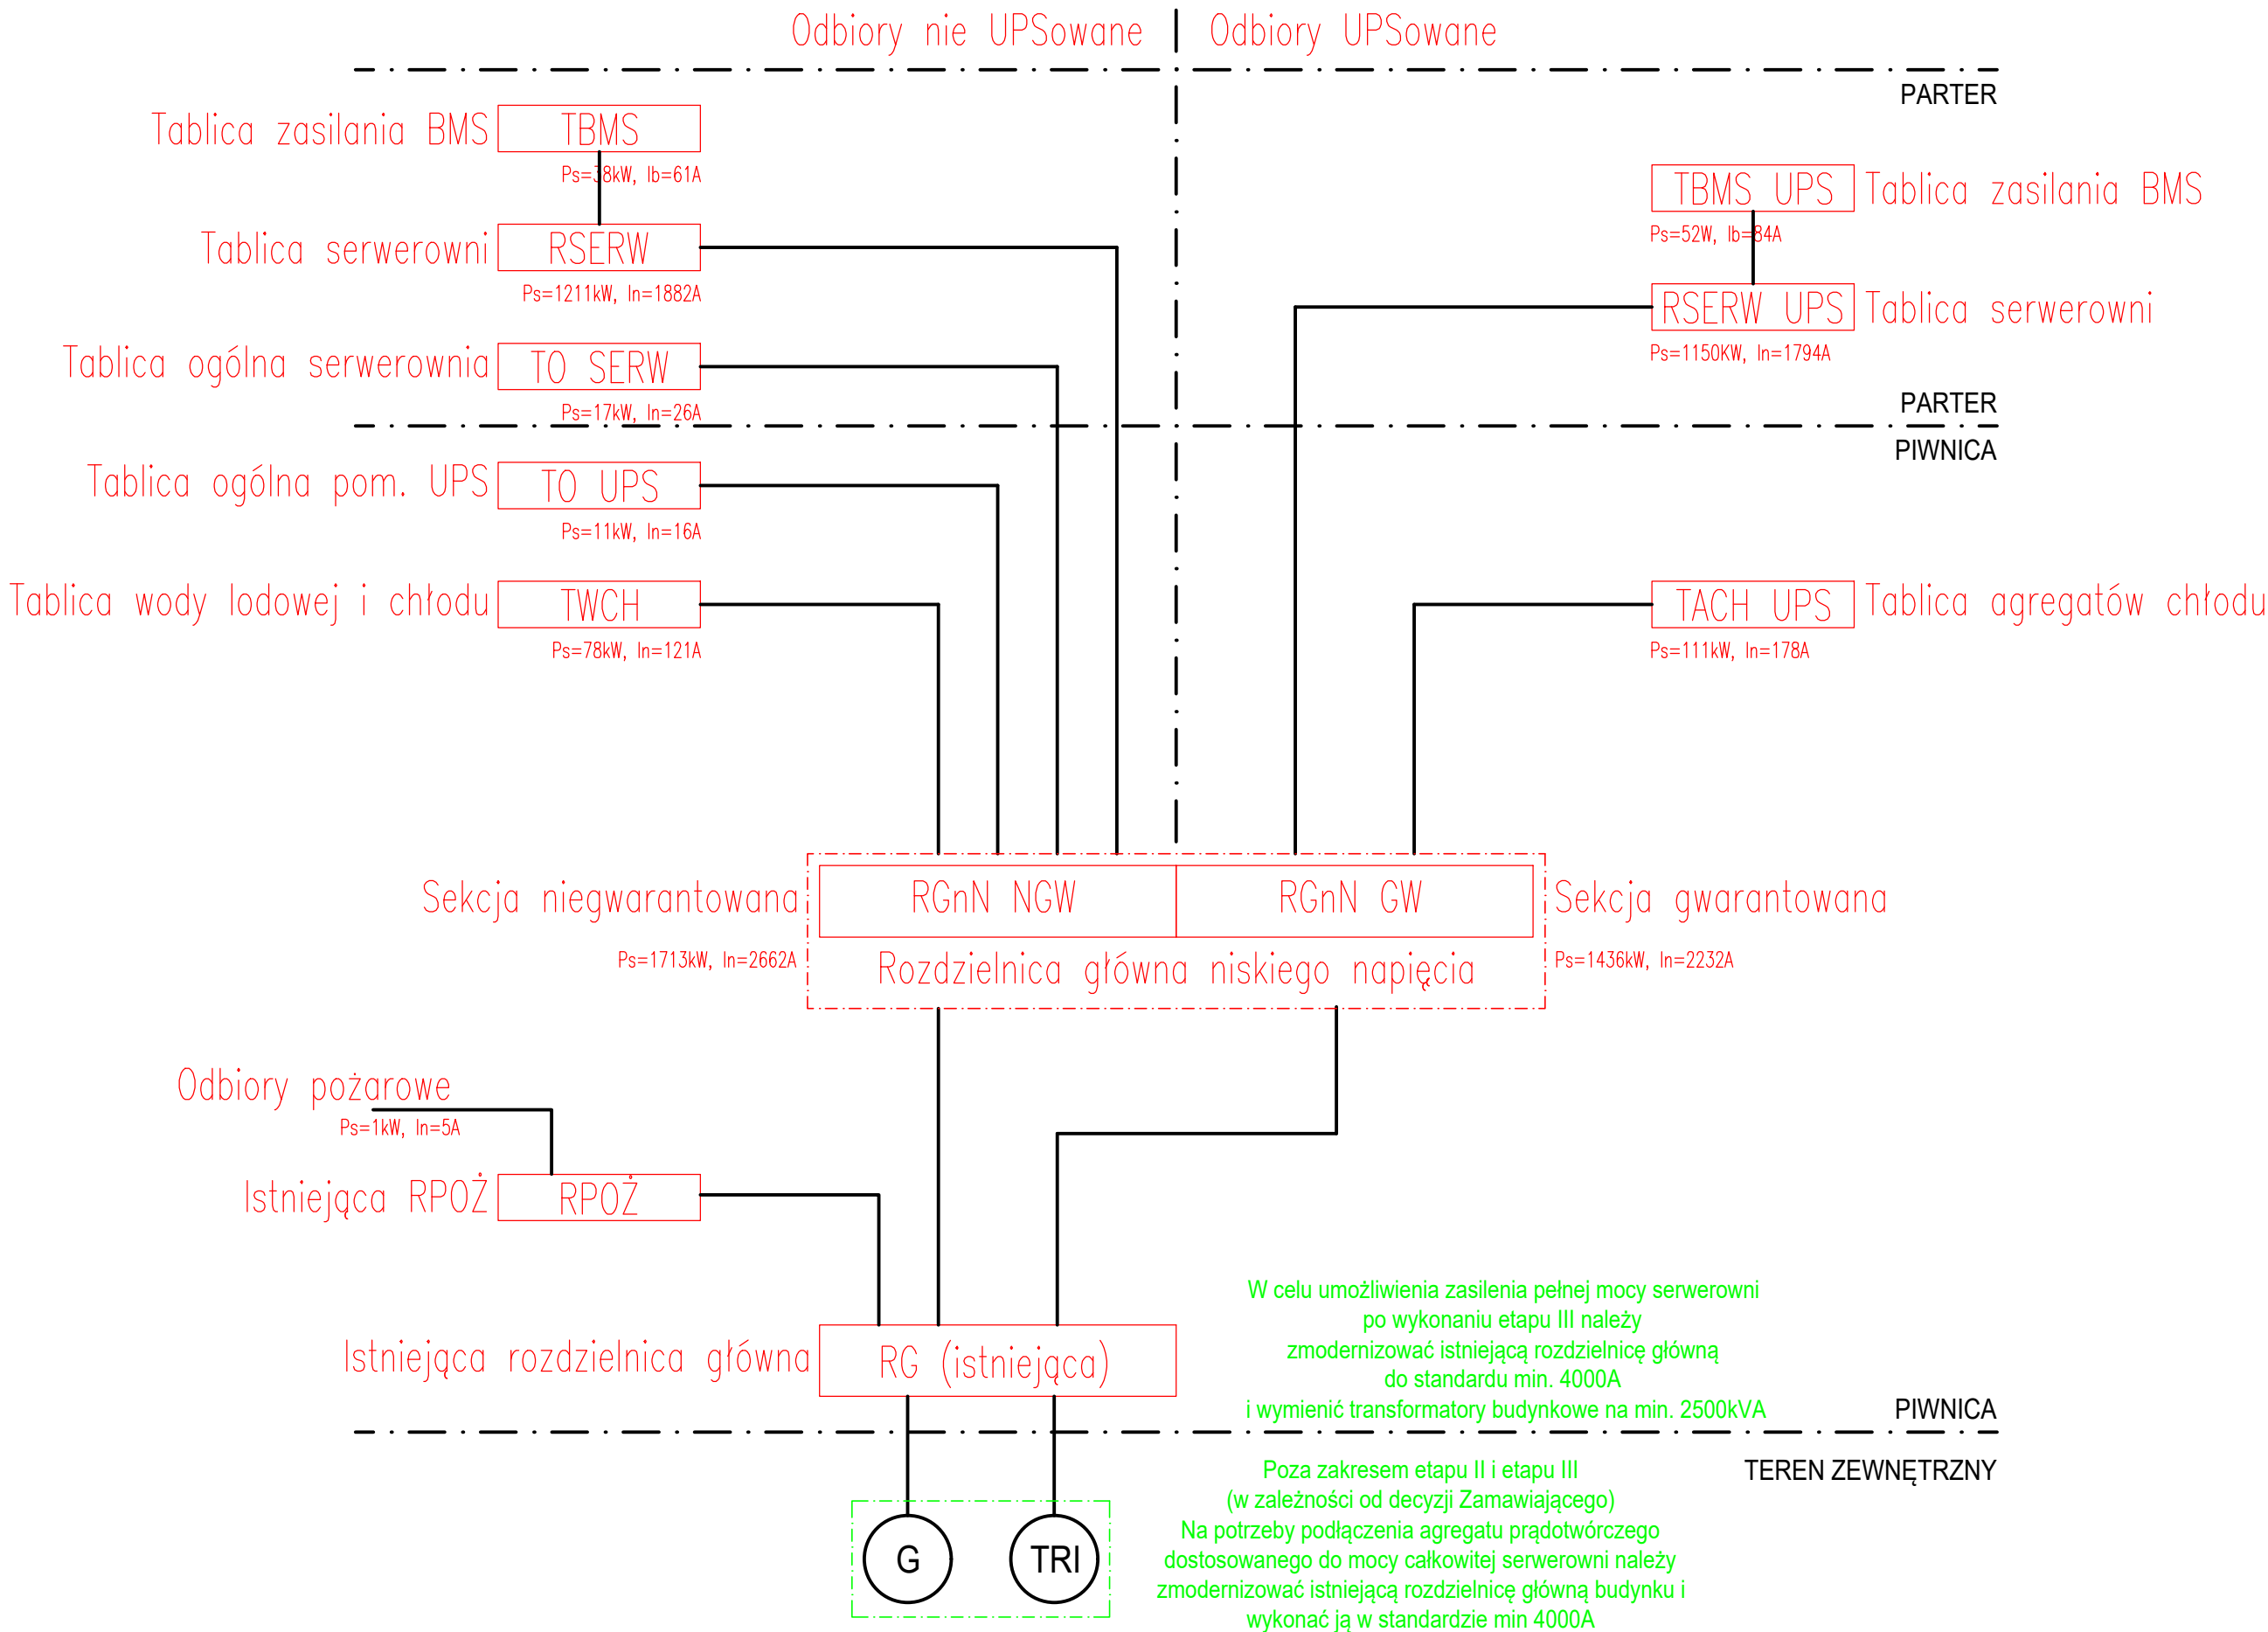 Odbiory nie UPSowane
Odbiory UPSowane
PARTER
Tablica zasilania BMS
TBMS
Ps=38kW, Ib=61A
TBMS UPS
Tablica zasilania BMS
Ps=52W, Ib=84A
Tablica serwerowni
RSERW
Ps=1211kW, In=1882A
RSERW UPS
Tablica serwerowni
Ps=1150KW, In=1794A
Tablica ogólna serwerownia
TO SERW
Ps=17kW, In=26A
PARTER
PIWNICA
Tablica ogólna pom. UPS
TO UPS
Ps=11kW, In=16A
Tablica wody lodowej i chłodu
TWCH
Ps=78kW, In=121A
TACH UPS
Tablica agregatów chłodu
Ps=111kW, In=178A
Sekcja niegwarantowana
RGnN NGW
RGnN GW
Sekcja gwarantowana
Ps=1713kW, In=2662A
Rozdzielnica główna niskiego napięcia
Ps=1436kW, In=2232A
Odbiory pożarowe
Ps=1kW, In=5A
Istniejąca RPOŻ
RPOŻ
Istniejąca rozdzielnica główna
RG (istniejąca)
W celu umożliwienia zasilenia pełnej mocy serwerowni
po wykonaniu etapu III należy
zmodernizować istniejącą rozdzielnicę główną
do standardu min. 4000A
i wymienić transformatory budynkowe na min. 2500kVA
PIWNICA
TEREN ZEWNĘTRZNY
G
TRI
Poza zakresem etapu II i etapu III
(w zależności od decyzji Zamawiającego)
Na potrzeby podłączenia agregatu prądotwórczego
dostosowanego do mocy całkowitej serwerowni należy
zmodernizować istniejącą rozdzielnicę główną budynku i
wykonać ją w standardzie min 4000A